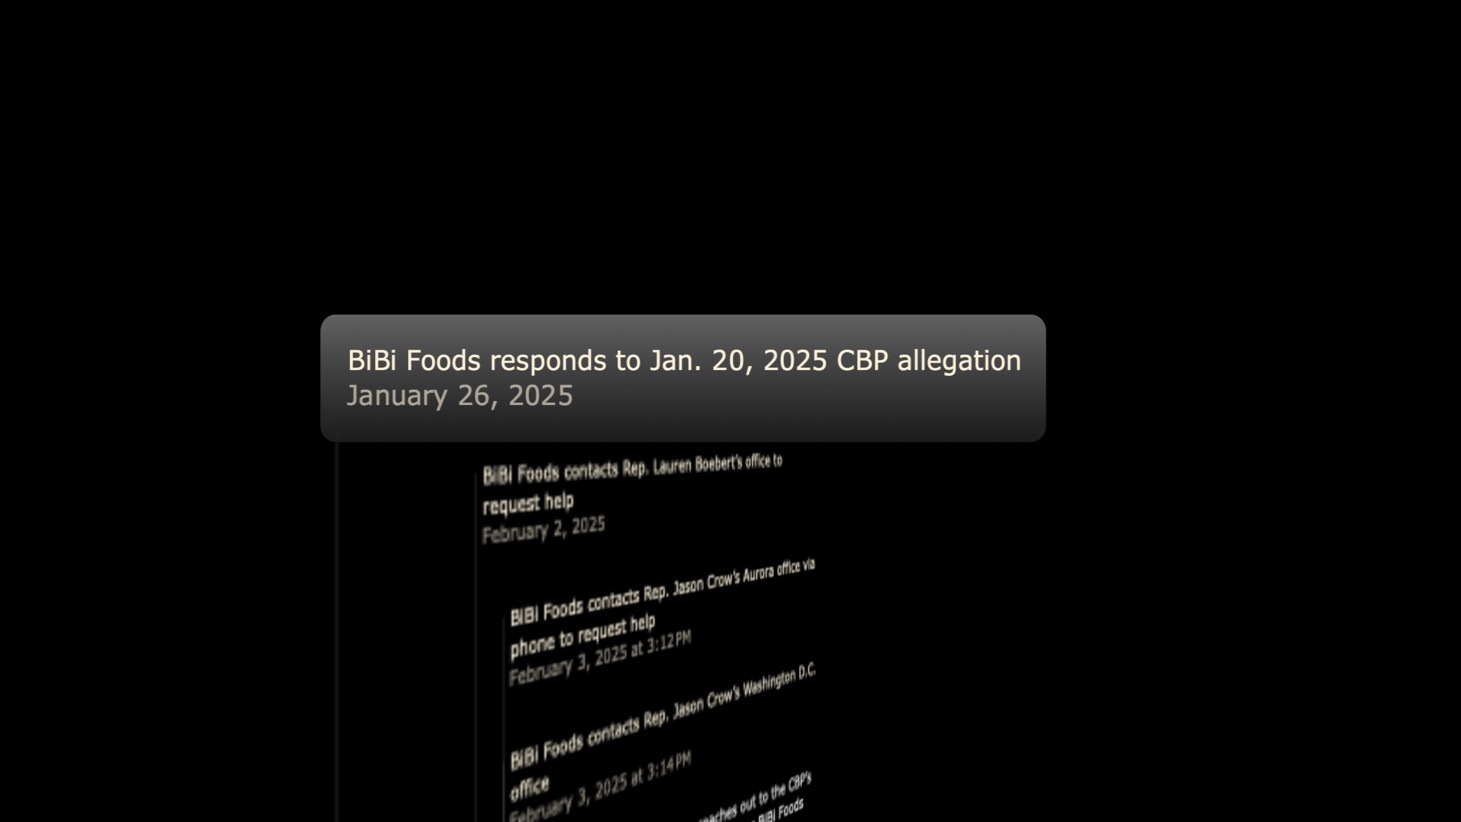 BiBi Foods responds to Jan. 20, 2025 CBP allegation
January 26, 2025
BiBi Foods contacts Rep. Lauren Boebert's office to
request help
February 2, 2025
BiBi Foods contacts Rep. Jason Crow's Aurora office via
phone to request help
February 3, 2025 at 3:12PM
BiBi Foods contacts Rep. Jason Crow's Washington D.C.
office
February 3, 2025 at 3:14PM
out to the CBP's
BiBi Foods